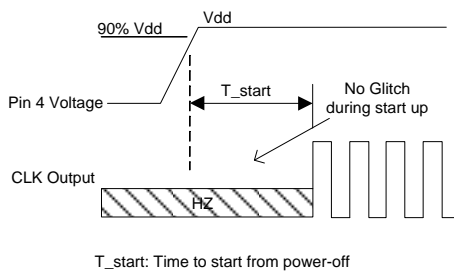 Vdd
90% Vdd
T_start
No Glitch
during start up
Pin 4 Voltage
CLK Output
HZ
T_start: Time to start from power-off